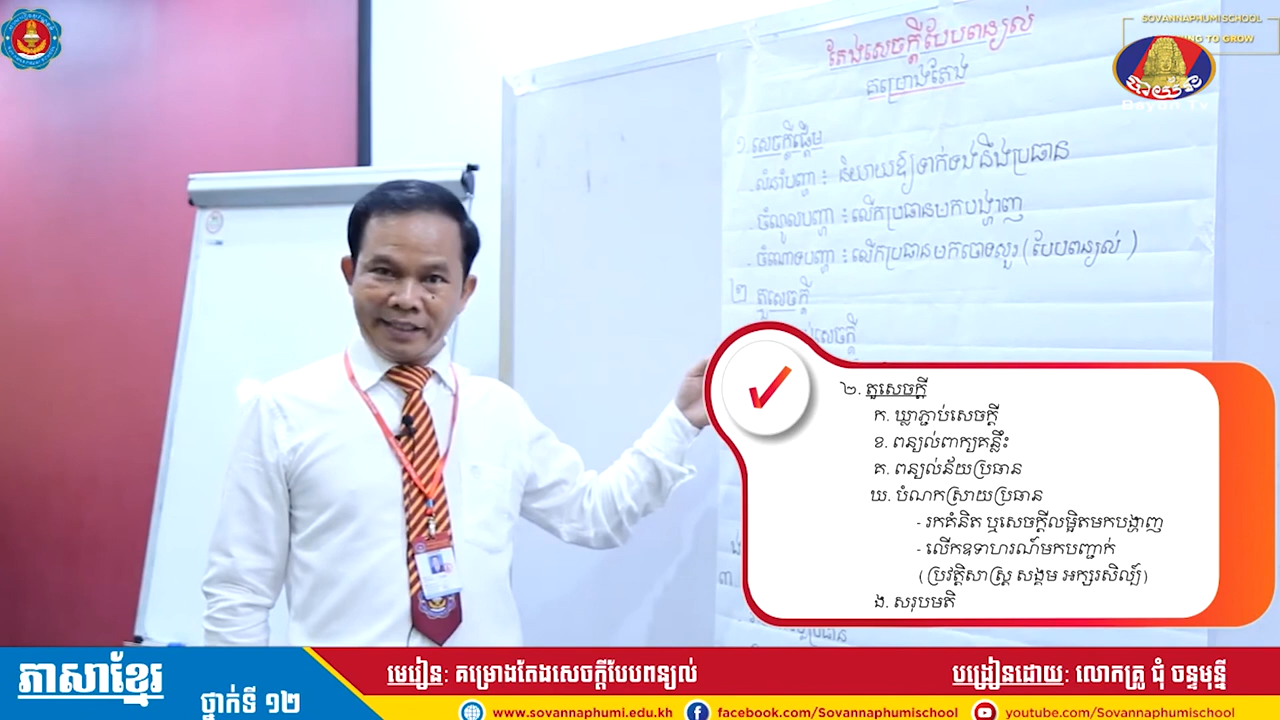 SOVANNAPHUMI SCHOOL
តែងសេចក្តីបែបពន្យល់
គម្រោងតែង
១. សេចក្តីផ្តើម
. លំនាំបញ្ហា ៖ និយាយឱ្យទាក់ទងនឹងប្រធាន
. ចំណូលបញ្ហា ៖ លើកប្រធានមកបង្ហាញ
. ចំណោទបញ្ហា ៖ លើកប្រធានមកចោទសួរ (បែបពន្យល់)
២ តួសេចក្តី
២. តួសេចក្តី
ក. ឃ្លាភ្ជាប់សេចក្តី
ខ. ពន្យល់ពាក្យគន្លឹះ
គ. ពន្យល់ន័យប្រធាន
ឃ. បំណកស្រាយប្រធាន
- រកគំនិត ឬសេចក្តីលម្អិតមកបង្ហាញ
- លើកឧទាហរណ៍មកបញ្ជាក់
(ប្រវត្តិសាស្ត្រ សង្គម អក្សរសិល្ប៍)
ង. សរុបមតិ
ភាសាខ្មែរ
ថ្នាក់ទី ១២
មេរៀន: គម្រោងតែងសេចក្តីបែបពន្យល់
បង្រៀនដោយ: លោកគ្រូ ជុំ ចន្ទមុន្នី
www.sovannaphumi.edu.kh
facebook.com/Sovannaphumischool
youtube.com/Sovannaphumischool